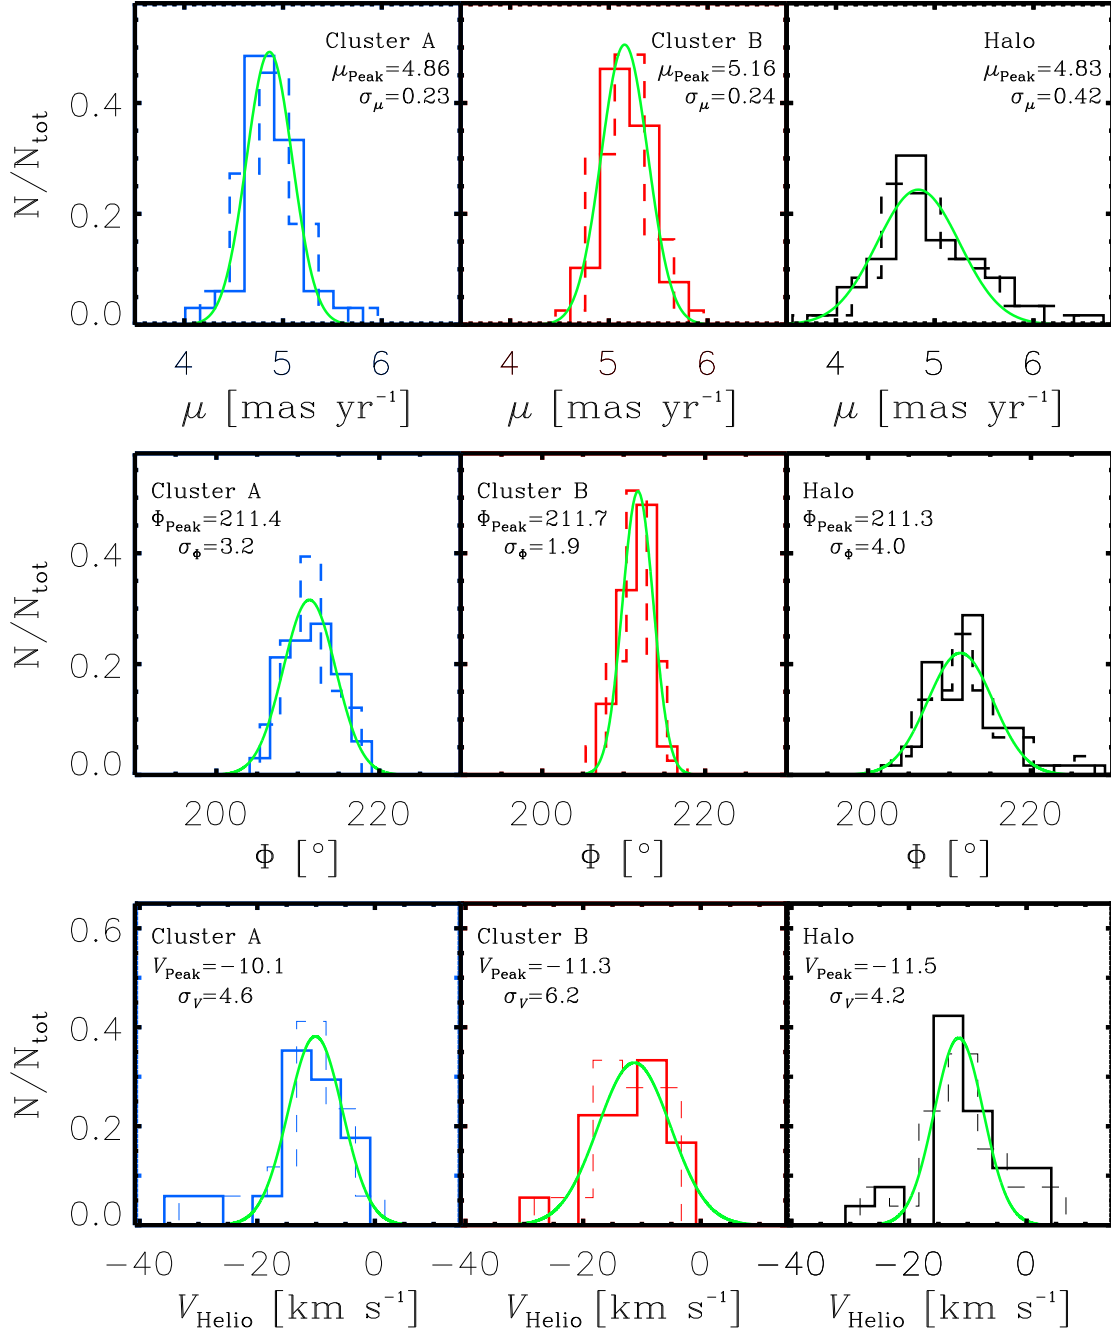 Cluster A
μPeak=4.86
σμ=0.23
Cluster B
μPeak=5.16
σμ=0.24
Halo
μPeak=4.83
σμ=0.42
N/Ntot
0.4
0.2
0.0
4 5 6
4 5 6
4 5 6
μ [mas yr⁻¹]
μ [mas yr⁻¹]
μ [mas yr⁻¹]
Cluster A
ΦPeak=211.4
σΦ=3.2
Cluster B
ΦPeak=211.7
σΦ=1.9
Halo
ΦPeak=211.3
σΦ=4.0
N/Ntot
0.4
0.2
0.0
200 220
200 220
200 220
Φ [°]
Φ [°]
Φ [°]
Cluster A
VPeak=−10.1
σV=4.6
Cluster B
VPeak=−11.3
σV=6.2
Halo
VPeak=−11.5
σV=4.2
N/Ntot
0.6
0.4
0.2
0.0
−40 −20 0
−40 −20 0
−40 −20 0
VHelio [km s⁻¹]
VHelio [km s⁻¹]
VHelio [km s⁻¹]